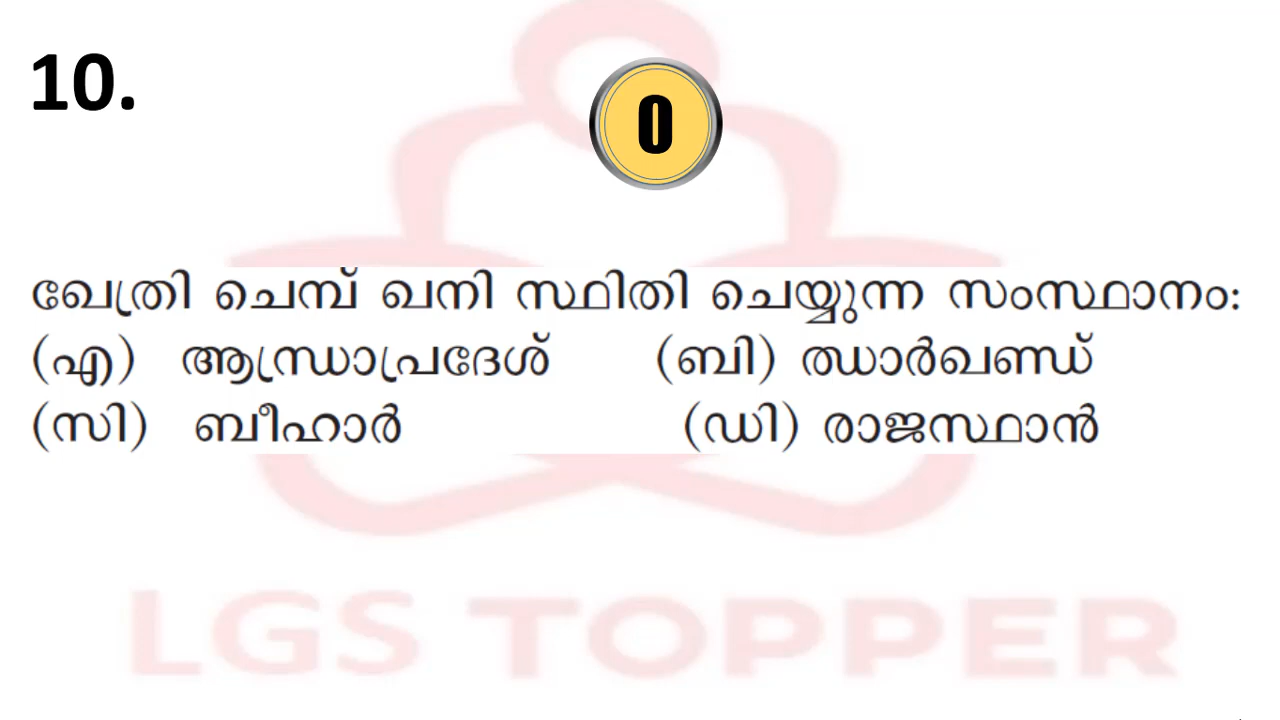 10.
0
ഖേത്രി ചെമ്പ് ഖനി സ്ഥിതി ചെയ്യുന്ന സംസ്ഥാനം:
(എ) ആന്ധ്രാപ്രദേശ് (ബി) ഝാർഖണ്ഡ്
(സി) ബീഹാർ (ഡി) രാജസ്ഥാൻ
LGS TOPPER